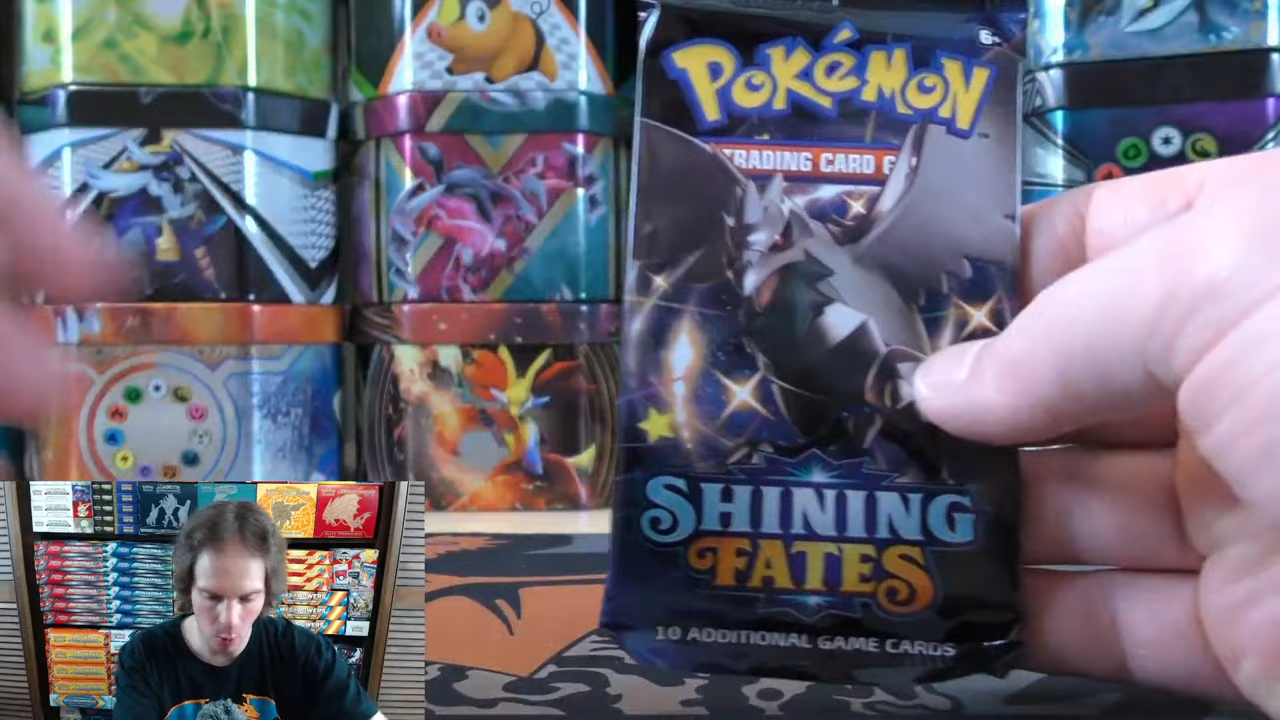 POKÉMON
TRADING CARD G
SHINING
FATES
10 ADDITIONAL GAME CARDS